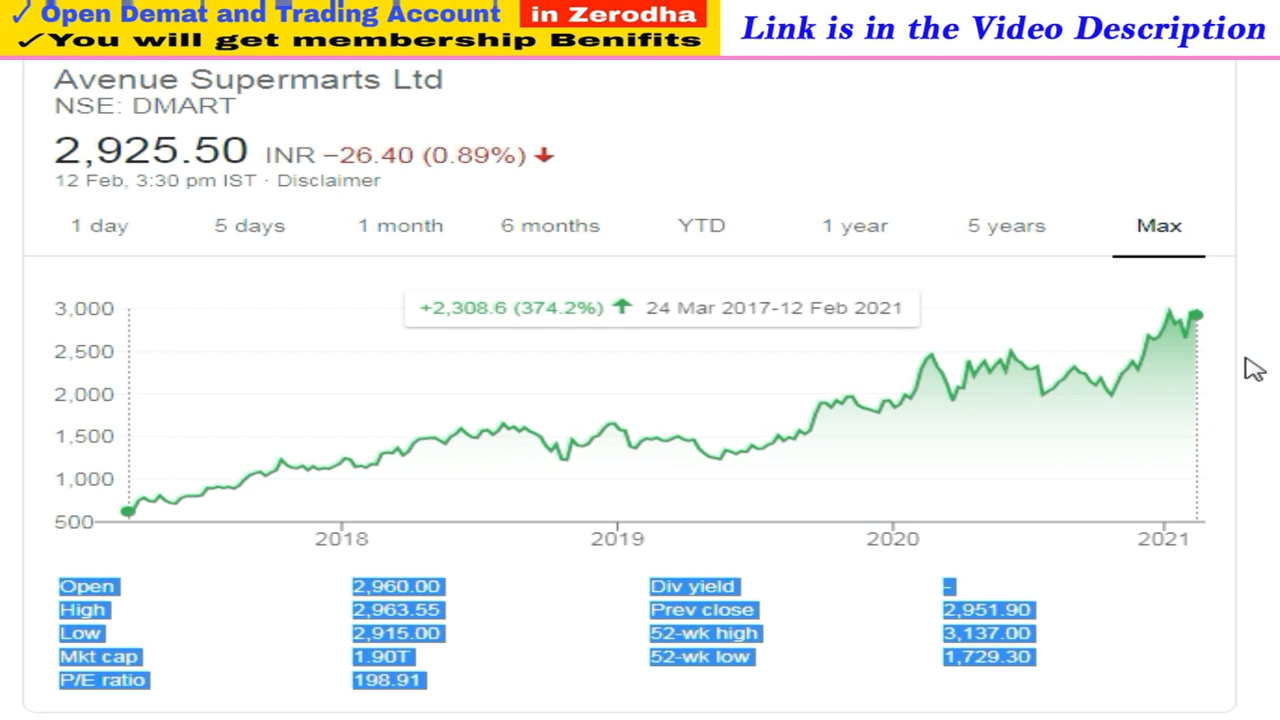 ✓ Open Demat and Trading Account in Zerodha
✓You will get membership Benifits
Link is in the Video Description
Avenue Supermarts Ltd
NSE: DMART
2,925.50 INR −26.40 (0.89%)
12 Feb, 3:30 pm IST · Disclaimer
1 day 5 days 1 month 6 months YTD 1 year 5 years Max
+2,308.6 (374.2%) 24 Mar 2017-12 Feb 2021
3,000
2,500
2,000
1,500
1,000
500
2018 2019 2020 2021
Open 2,960.00 Div yield -
High 2,963.55 Prev close 2,951.90
Low 2,915.00 52-wk high 3,137.00
Mkt cap 1.90T 52-wk low 1,729.30
P/E ratio 198.91